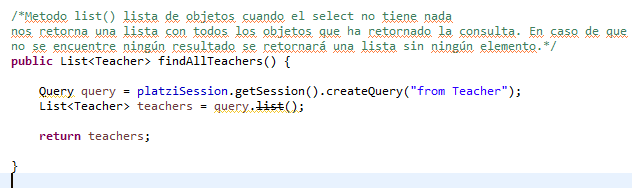 /*Metodo list() lista de objetos cuando el select no tiene nada
nos retorna una lista con todos los objetos que ha retornado la consulta. En caso de que
no se encuentre ningún resultado se retornará una lista sin ningún elemento.*/
public List<Teacher> findAllTeachers() {
Query query = platziSession.getSession().createQuery("from Teacher");
List<Teacher> teachers = query.list();
return teachers;
}